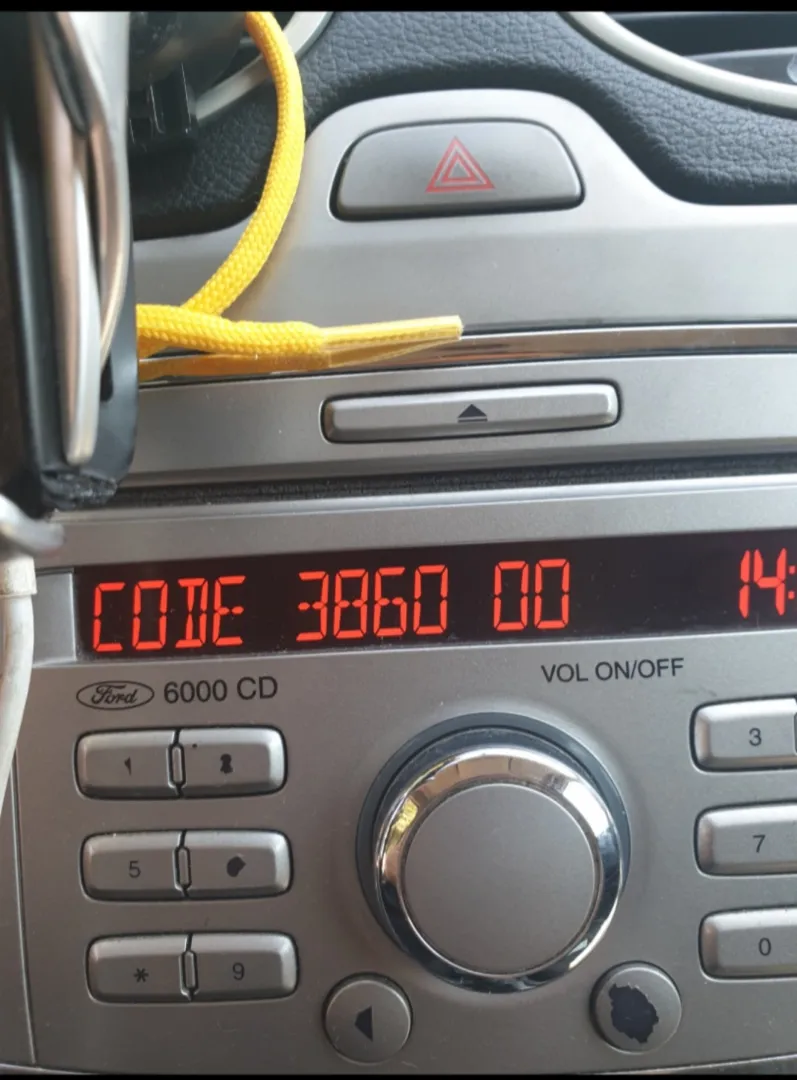 CODE 3860 00 14:
Ford 6000 CD
VOL ON/OFF
3
5
7
* 9
0